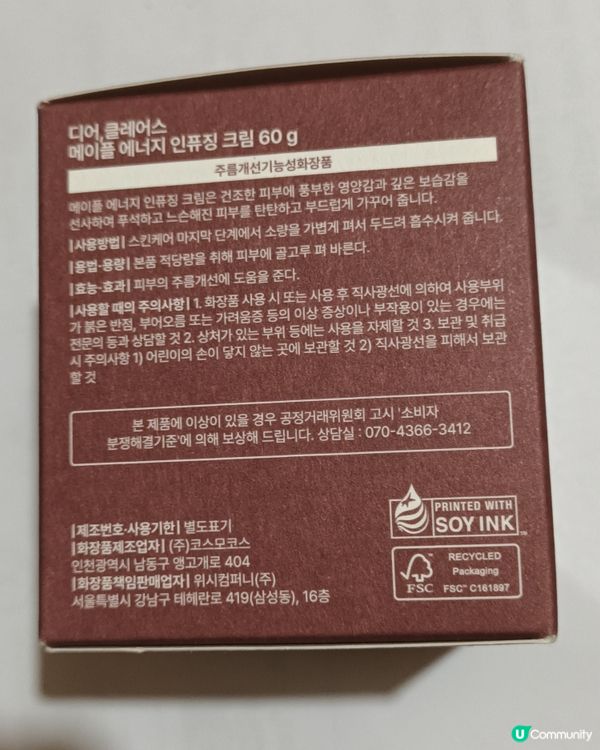 디어,클레어스
메이플 에너지 인퓨징 크림 60 g
주름개선기능성화장품
메이플 에너지 인퓨징 크림은 건조한 피부에 풍부한 영양감과 깊은 보습감을
선사하여 푸석하고 느슨해진 피부를 탄탄하고 부드럽게 가꾸어 줍니다.
|사용방법| 스킨케어 마지막 단계에서 소량을 가볍게 펴서 두드려 흡수시켜 줍니다.
|용법·용량| 본품 적당량을 취해 피부에 골고루 펴 바른다.
|효능·효과| 피부의 주름개선에 도움을 준다.
|사용할 때의 주의사항| 1. 화장품 사용 시 또는 사용 후 직사광선에 의하여 사용부위
가 붉은 반점, 부어오름 또는 가려움증 등의 이상 증상이나 부작용이 있는 경우에는
전문의 등과 상담할 것 2. 상처가 있는 부위 등에는 사용을 자제할 것 3. 보관 및 취급
시 주의사항 1) 어린이의 손이 닿지 않는 곳에 보관할 것 2) 직사광선을 피해서 보관
할 것
본 제품에 이상이 있을 경우 공정거래위원회 고시 '소비자
분쟁해결기준'에 의해 보상해 드립니다. 상담실 : 070-4366-3412
|제조번호·사용기한| 별도표기
|화장품제조업자| (주)코스모코스
인천광역시 남동구 앵고개로 404
|화장품책임판매업자| 위시컴퍼니(주)
서울특별시 강남구 테헤란로 419(삼성동), 16층
PRINTED WITH
SOY INK™
RECYCLED
Packaging
FSC
FSC™ C161897
U Community